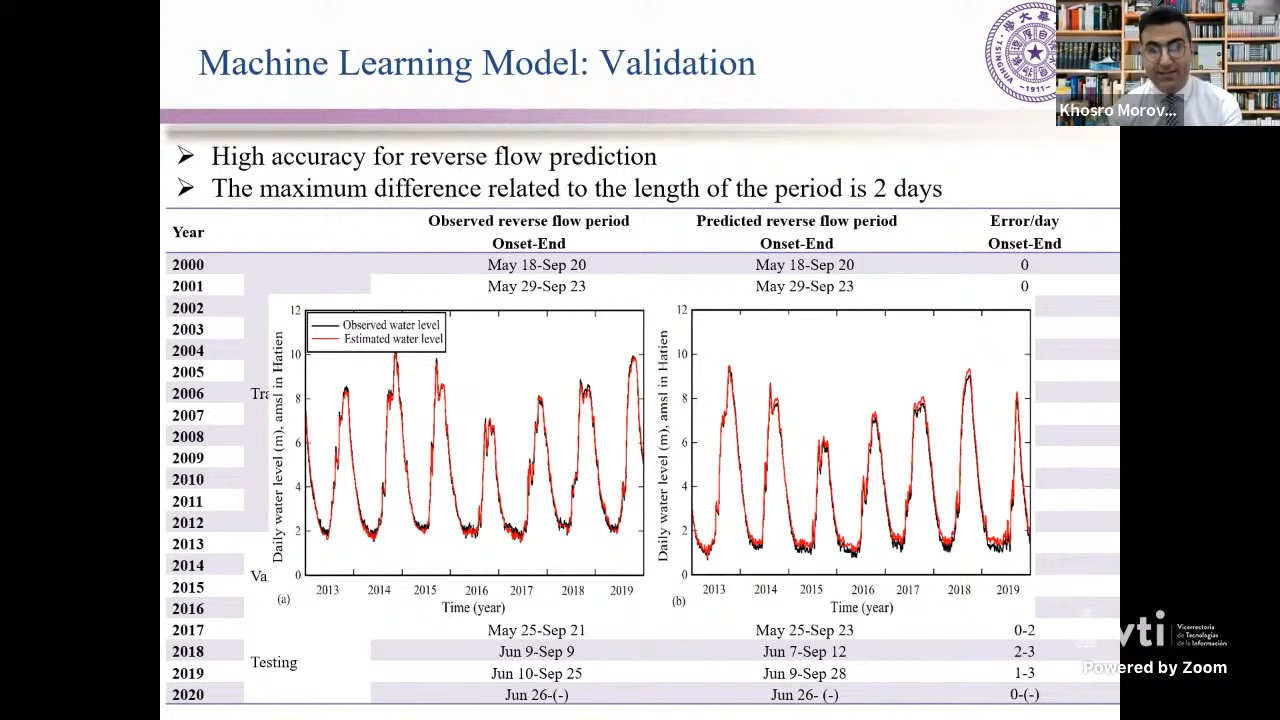 Machine Learning Model: Validation
TSINGHUA
1911
Khosro Morov...
➢ High accuracy for reverse flow prediction
➢ The maximum difference related to the length of the period is 2 days
Year Observed reverse flow period Onset-End Predicted reverse flow period Onset-End Error/day Onset-End
2000 May 18-Sep 20 May 18-Sep 20 0
2001 May 29-Sep 23 May 29-Sep 23 0
2002
2003
2004
2005
2006
2007
2008
2009
2010
2011
2012
2013
2014
2015
2016
Tra
Va
Daily water level (m), amsl in Hatien
12
10
8
6
4
2
0
Observed water level
Estimated water level
2013 2014 2015 2016 2017 2018 2019
(a) Time (year)
Daily water level (m), amsl in Hatien
12
10
8
6
4
2
0
2013 2014 2015 2016 2017 2018 2019
(b) Time (year)
2017 May 25-Sep 21 May 25-Sep 23 0-2
2018 Jun 9-Sep 9 Jun 7-Sep 12 2-3
Testing
2019 Jun 10-Sep 25 Jun 9-Sep 28 1-3
2020 Jun 26-(-) Jun 26- (-) 0-(-)
vti
Vicerrectoría
de Tecnologías
de la Información
Powered by Zoom